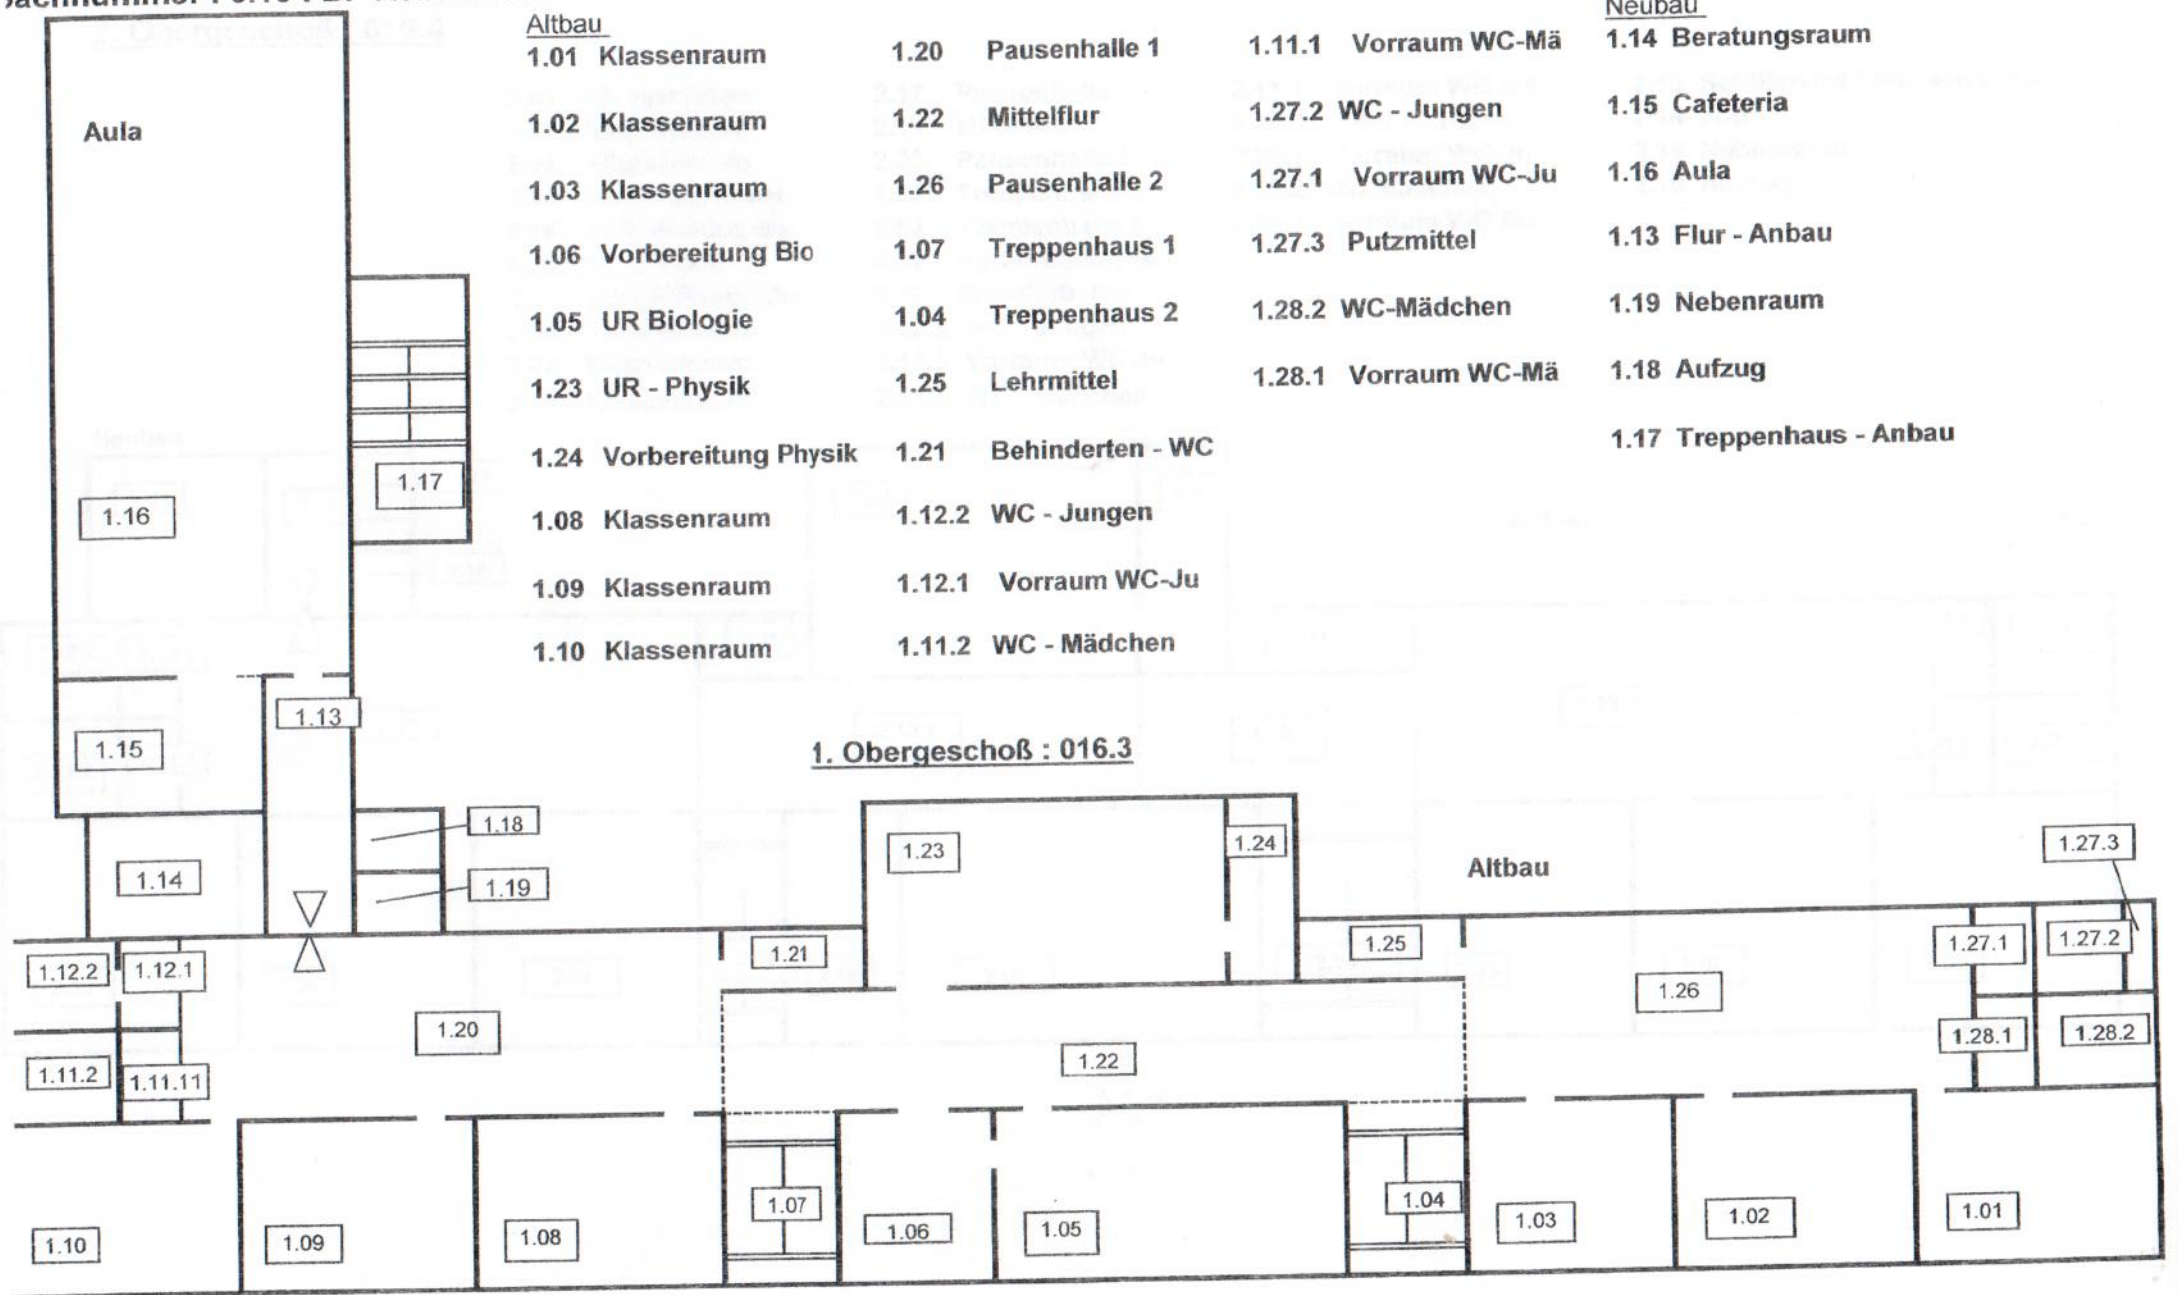 Altbau
1.01 Klassenraum
1.02 Klassenraum
1.03 Klassenraum
1.06 Vorbereitung Bio
1.05 UR Biologie
1.23 UR - Physik
1.24 Vorbereitung Physik
1.08 Klassenraum
1.09 Klassenraum
1.10 Klassenraum
1.20 Pausenhalle 1
1.22 Mittelflur
1.26 Pausenhalle 2
1.07 Treppenhaus 1
1.04 Treppenhaus 2
1.25 Lehrmittel
1.21 Behinderten - WC
1.12.2 WC - Jungen
1.12.1 Vorraum WC-Ju
1.11.2 WC - Mädchen
1.11.1 Vorraum WC-Mä
1.27.2 WC - Jungen
1.27.1 Vorraum WC-Ju
1.27.3 Putzmittel
1.28.2 WC-Mädchen
1.28.1 Vorraum WC-Mä
Neubau
1.14 Beratungsraum
1.15 Cafeteria
1.16 Aula
1.13 Flur - Anbau
1.19 Nebenraum
1.18 Aufzug
1.17 Treppenhaus - Anbau
Aula
1.17
1.16
1.13
1.15
1. Obergeschoß : 016.3
1.18
1.14
1.19
1.23
1.24
Altbau
1.27.3
1.12.2
1.12.1
1.21
1.25
1.27.1
1.27.2
1.20
1.26
1.11.2
1.11.11
1.22
1.28.1
1.28.2
1.10
1.09
1.08
1.07
1.06
1.05
1.04
1.03
1.02
1.01